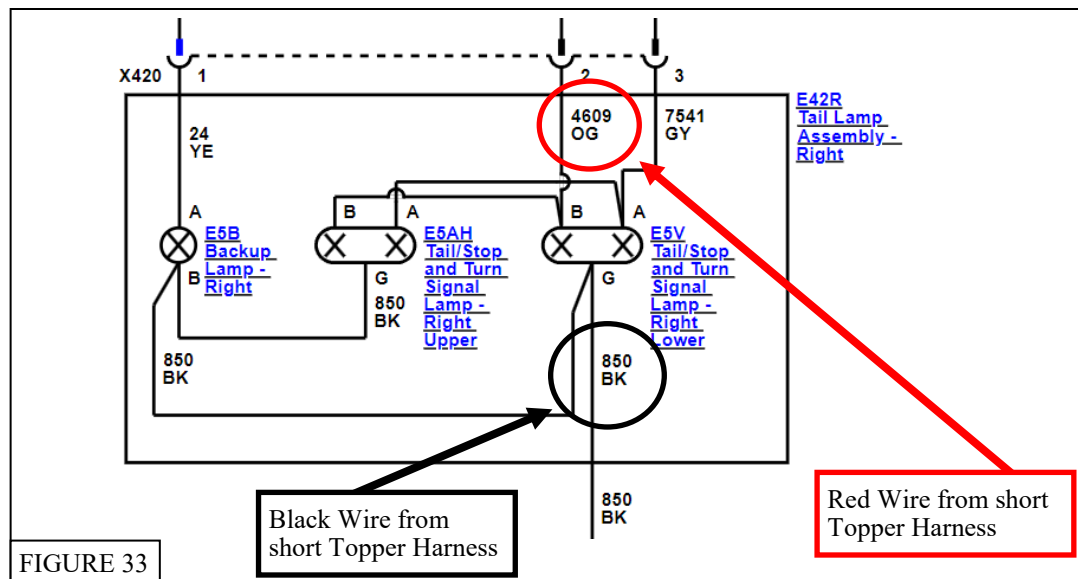 X420
1
2
3
24
YE
4609
OG
7541
GY
E42R
Tail Lamp
Assembly -
Right
A
B
A
B
A
E5B
Backup
Lamp -
Right
B
G
E5AH
Tail/Stop
and Turn
Signal
Lamp -
Right
Upper
G
E5V
Tail/Stop
and Turn
Signal
Lamp -
Right
Lower
850
BK
850
BK
850
BK
850
BK
Black Wire from
short Topper Harness
Red Wire from short
Topper Harness
FIGURE 33